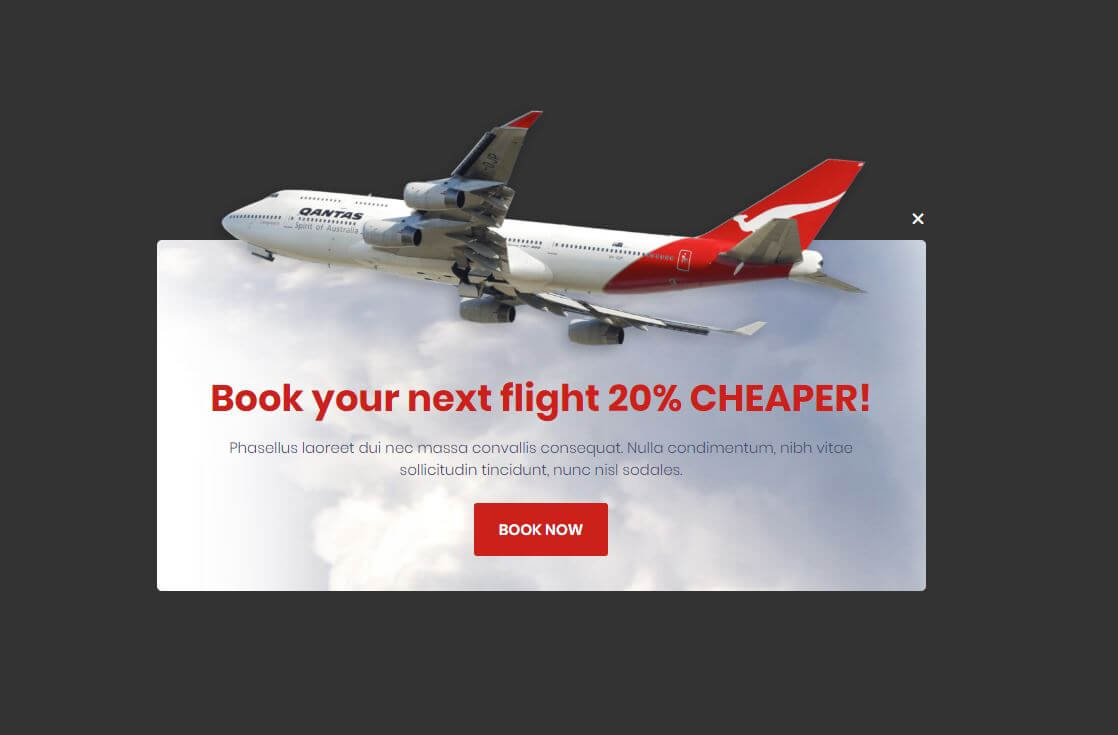 QANTAS
Spirit of Australia
Book your next flight 20% CHEAPER!
Phasellus laoreet dui nec massa convallis consequat. Nulla condimentum, nibh vitae
sollicitudin tincidunt, nunc nisl sodales.
BOOK NOW